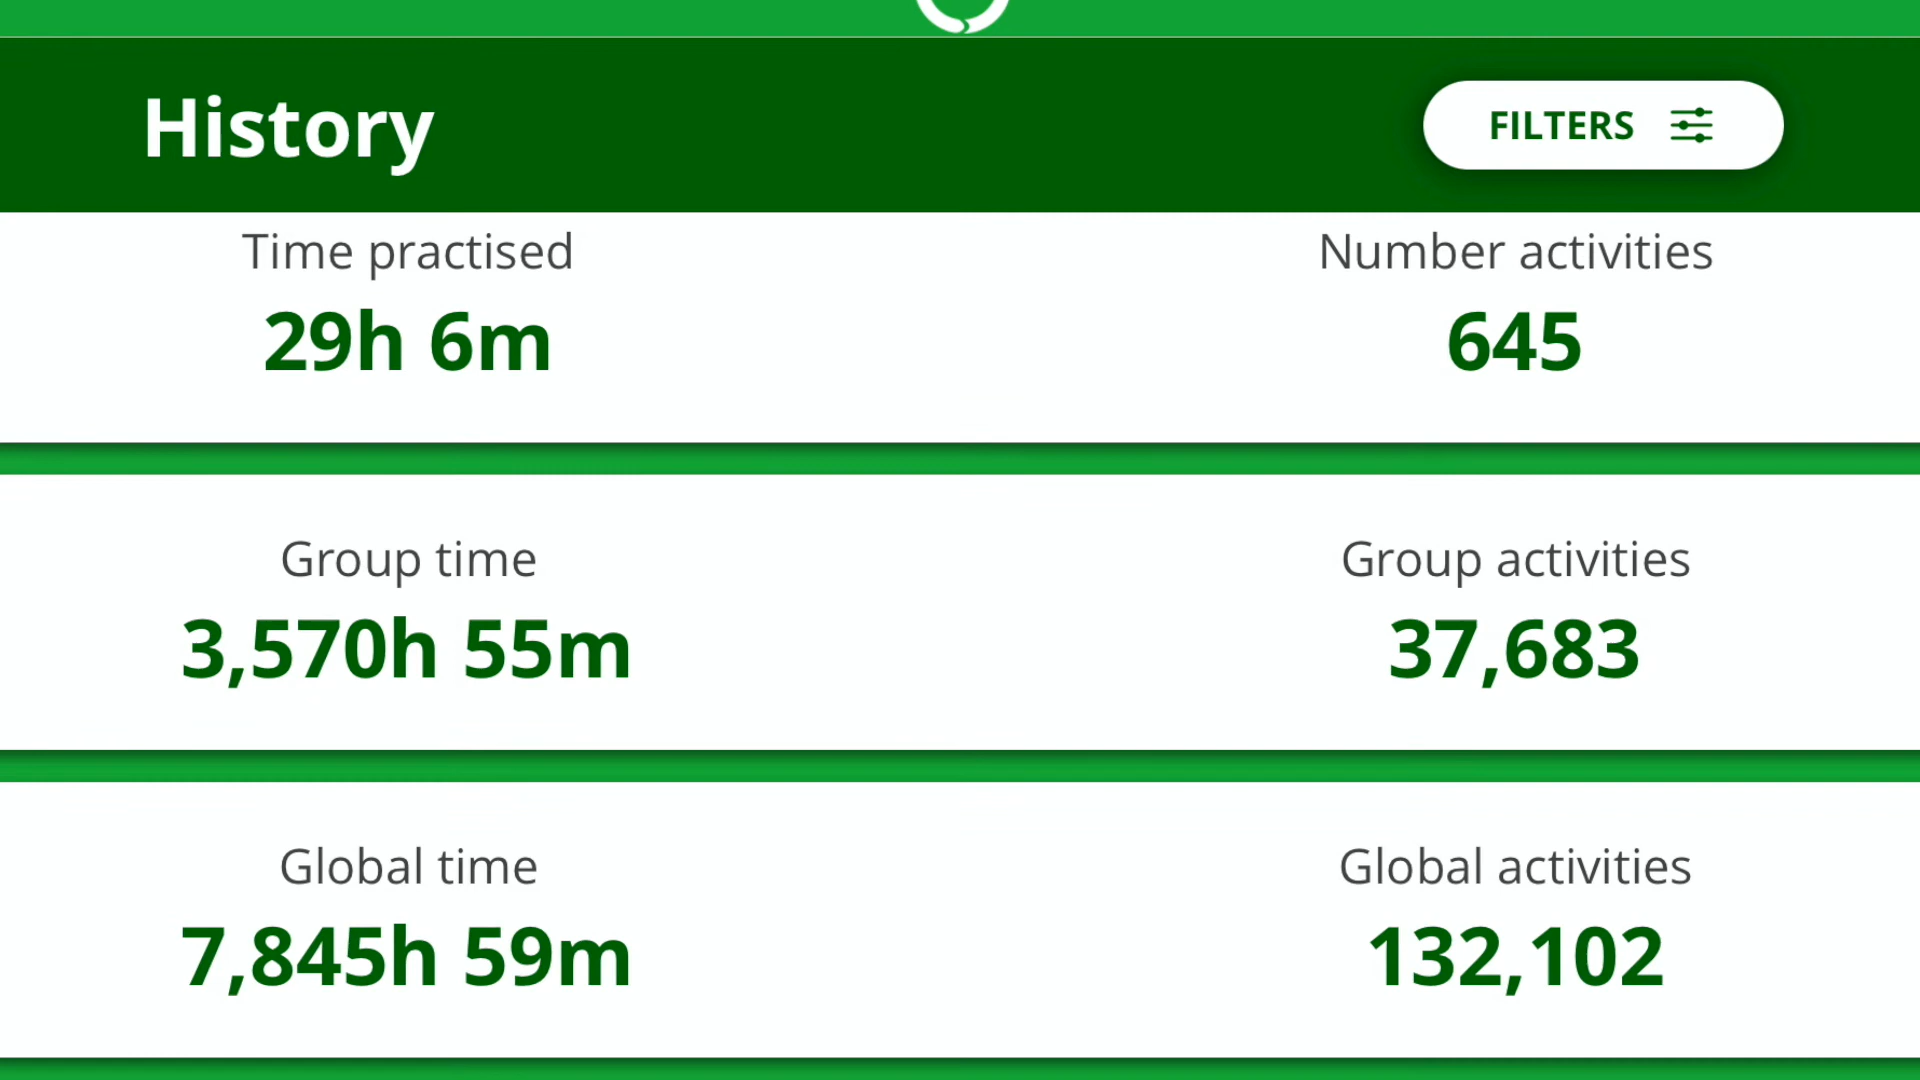 History
FILTERS
Time practised
Number activities
29h 6m
645
Group time
Group activities
3,570h 55m
37,683
Global time
Global activities
7,845h 59m
132,102